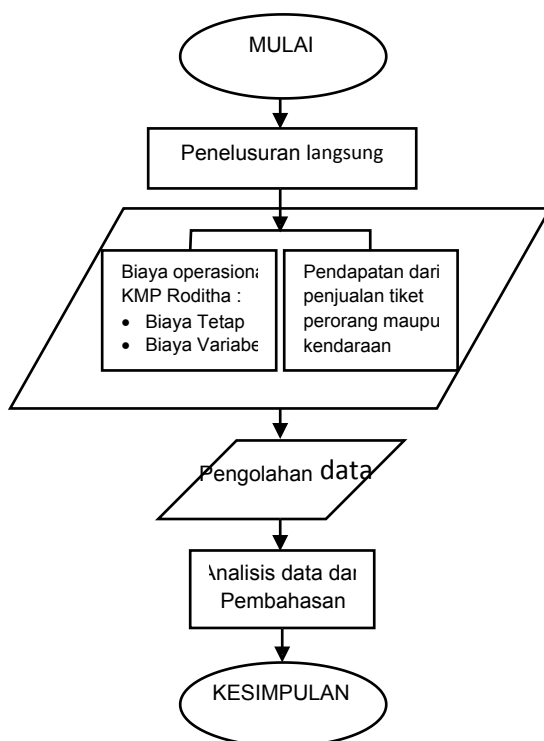 MULAI
Penelusuran langsung
Biaya operasiona
KMP Roditha :
• Biaya Tetap
• Biaya Variabe
Pendapatan dari
penjualan tiket
perorang maupu
kendaraan
Pengolahan data
Analisis data dar
Pembahasan
KESIMPULAN